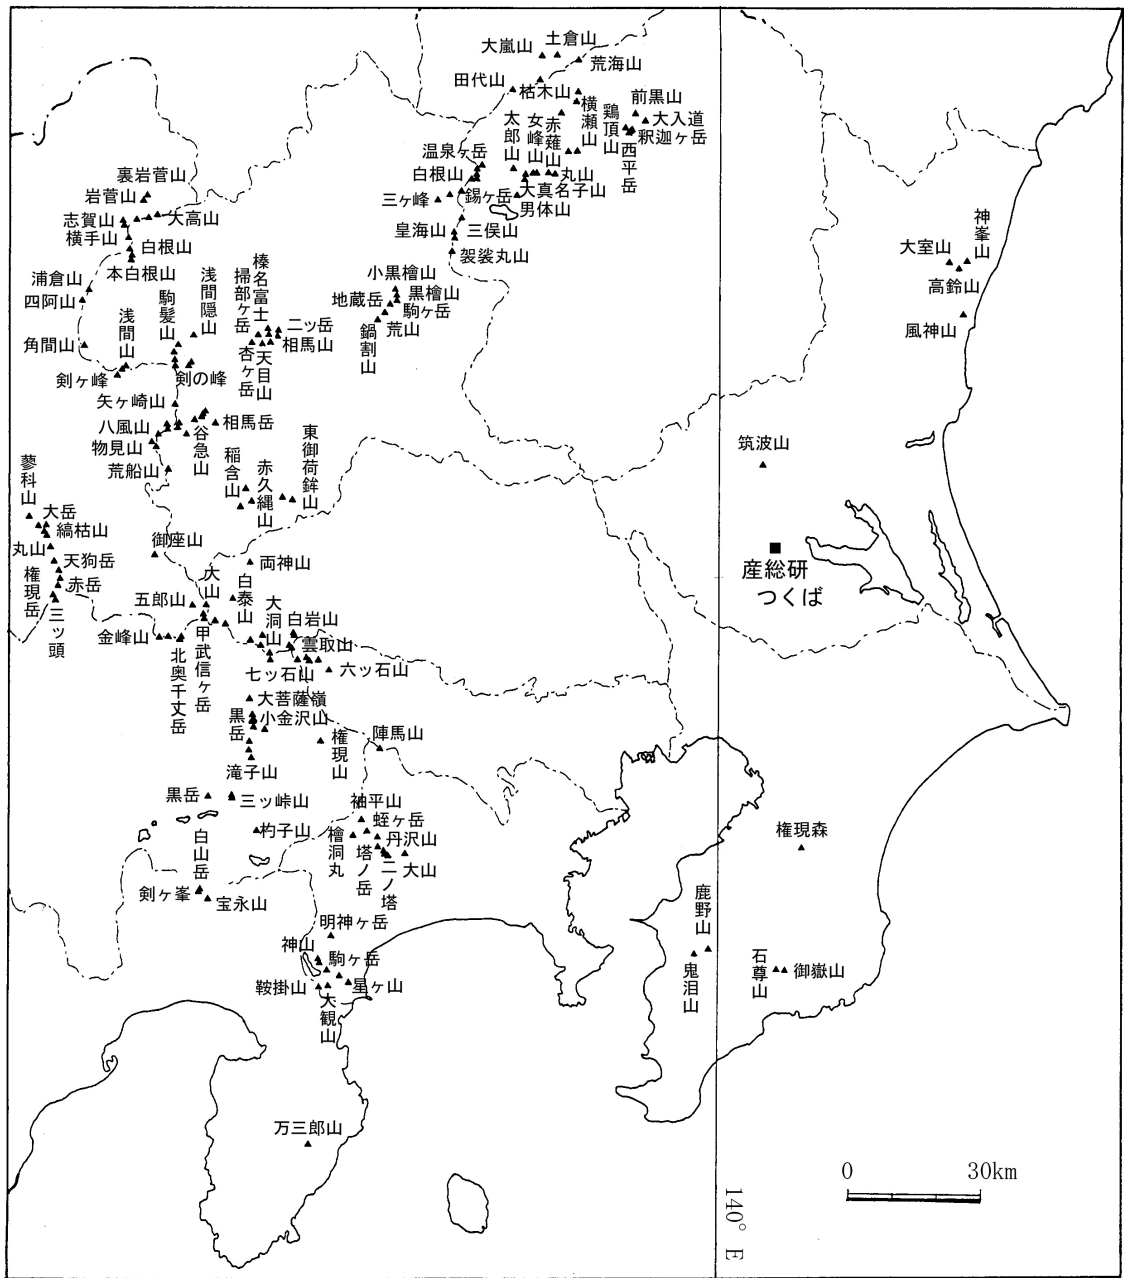 大嵐山
土倉山
荒海山
田代山
枯木山
前黒山
横瀬山
鶏頂山
大入道
釈迦ヶ岳
太郎山
女峰山
赤薙山
西平岳
温泉ヶ岳
白根山
丸山
錫ヶ岳
大真名子山
三ヶ峰
男体山
皇海山
三俣山
袈裟丸山
裏岩菅山
岩菅山
志賀山
大高山
横手山
白根山
本白根山
浦倉山
四阿山
浅間隠山
掃部ヶ岳
榛名富士
駒髪山
浅間山
二ッ岳
相馬山
角間山
剣ヶ峰
剣の峰
杏ヶ岳
天目山
小黒檜山
地蔵岳
黒檜山
駒ヶ岳
荒山
鍋割山
矢ヶ崎山
八風山
相馬岳
物見山
谷急山
荒船山
稲含山
赤久縄山
東御荷鉾山
神峰山
大室山
高鈴山
風神山
筑波山
産総研
つくば
蓼科山
大岳
縞枯山
丸山
天狗岳
権現岳
赤岳
三ッ頭
御座山
両神山
大山
白泰山
五郎山
大洞山
白岩山
金峰山
甲武信ヶ岳
雲取山
北奥千丈岳
七ッ石山
六ッ石山
大菩薩嶺
黒岳
小金沢山
権現山
陣馬山
滝子山
黒岳
三ッ峠山
袖平山
蛭ヶ岳
杓子山
丹沢山
檜洞丸
塔ノ岳
二ノ塔
大山
白山岳
剣ヶ峯
宝永山
明神ヶ岳
神山
駒ヶ岳
鞍掛山
星ヶ山
大観山
万三郎山
権現森
鹿野山
鬼泪山
石尊山
御嶽山
0 30km
140° E